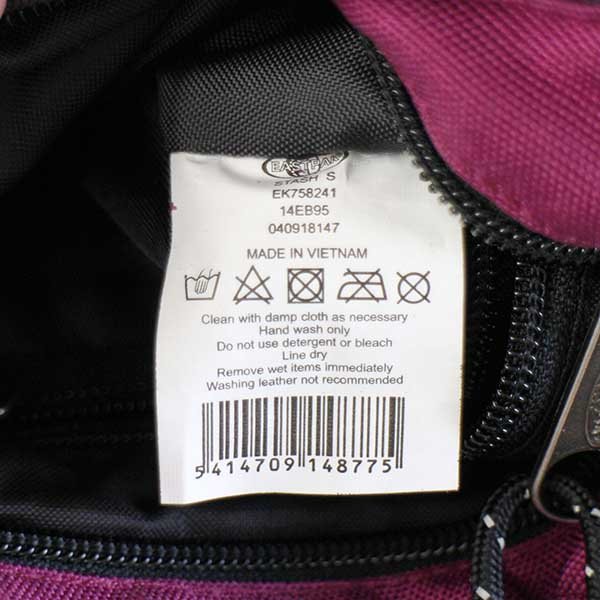 EASTPAK
STASH S
EK758241
14EB95
040918147
MADE IN VIETNAM
Clean with damp cloth as necessary
Hand wash only
Do not use detergent or bleach
Line dry
Remove wet items immediately
Washing leather not recommended
5 414709 148775